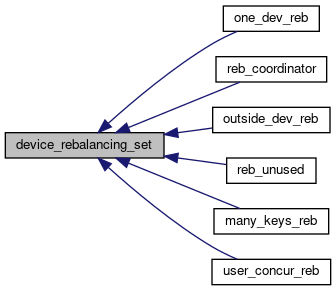 one_dev_reb
reb_coordinator
outside_dev_reb
device_rebalancing_set
reb_unused
many_keys_reb
user_concur_reb